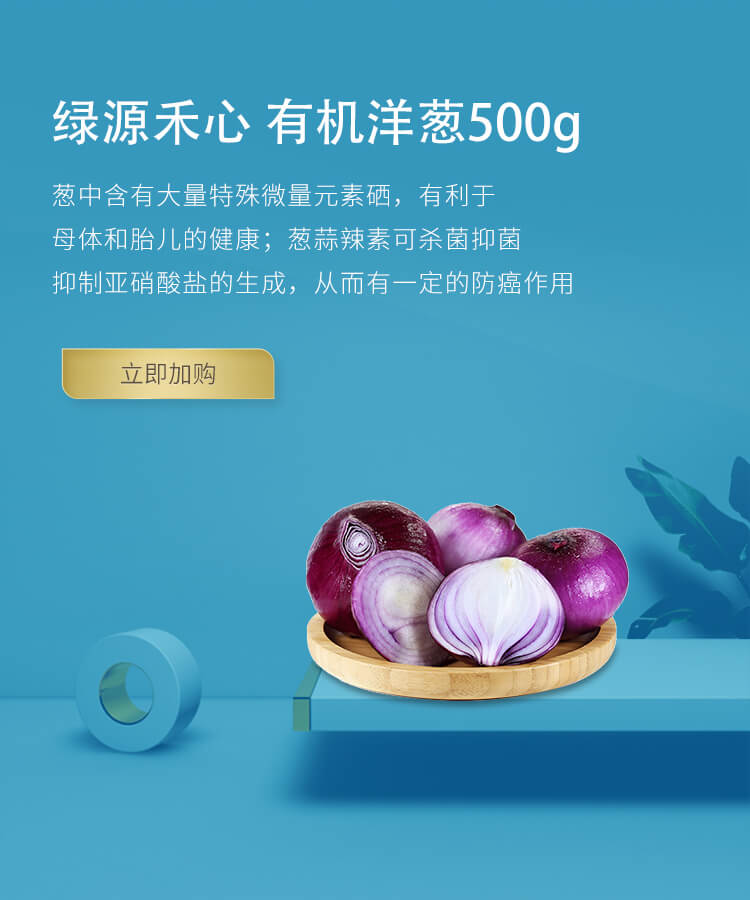 绿源禾心 有机洋葱500g
葱中含有大量特殊微量元素硒，有利于
母体和胎儿的健康；葱蒜辣素可杀菌抑菌
抑制亚硝酸盐的生成，从而有一定的防癌作用
立即加购